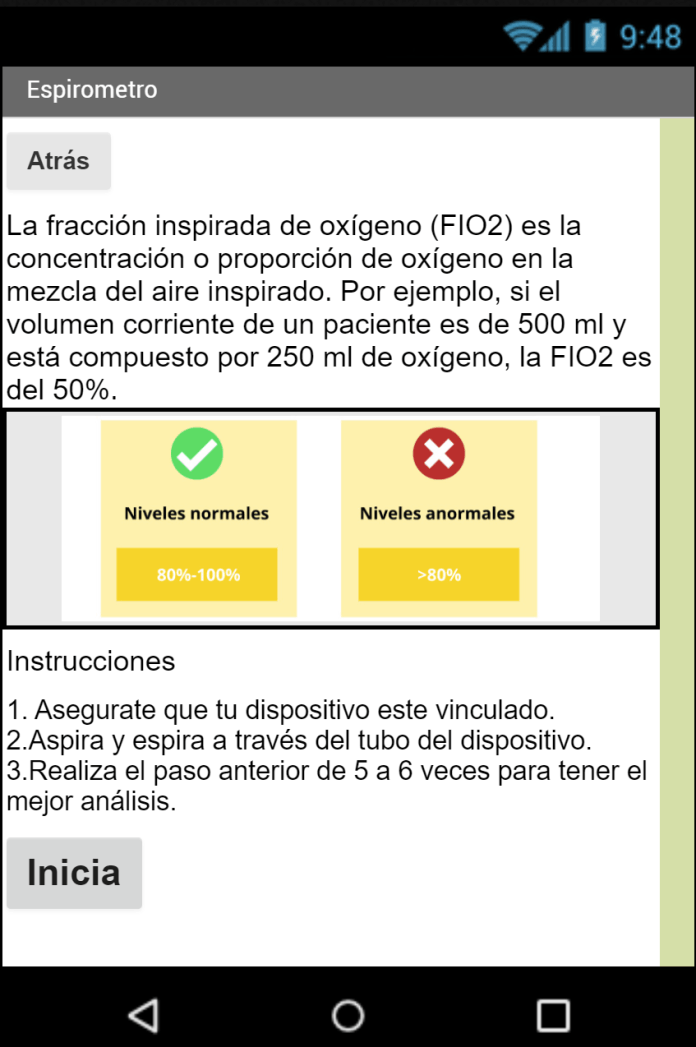 9:48
Espirometro
Atrás
La fracción inspirada de oxígeno (FIO2) es la
concentración o proporción de oxígeno en la
mezcla del aire inspirado. Por ejemplo, si el
volumen corriente de un paciente es de 500 ml y
está compuesto por 250 ml de oxígeno, la FIO2 es
del 50%.
Niveles normales
80%-100%
Niveles anormales
>80%
Instrucciones
1. Asegurate que tu dispositivo este vinculado.
2.Aspira y espira a través del tubo del dispositivo.
3.Realiza el paso anterior de 5 a 6 veces para tener el
mejor análisis.
Inicia